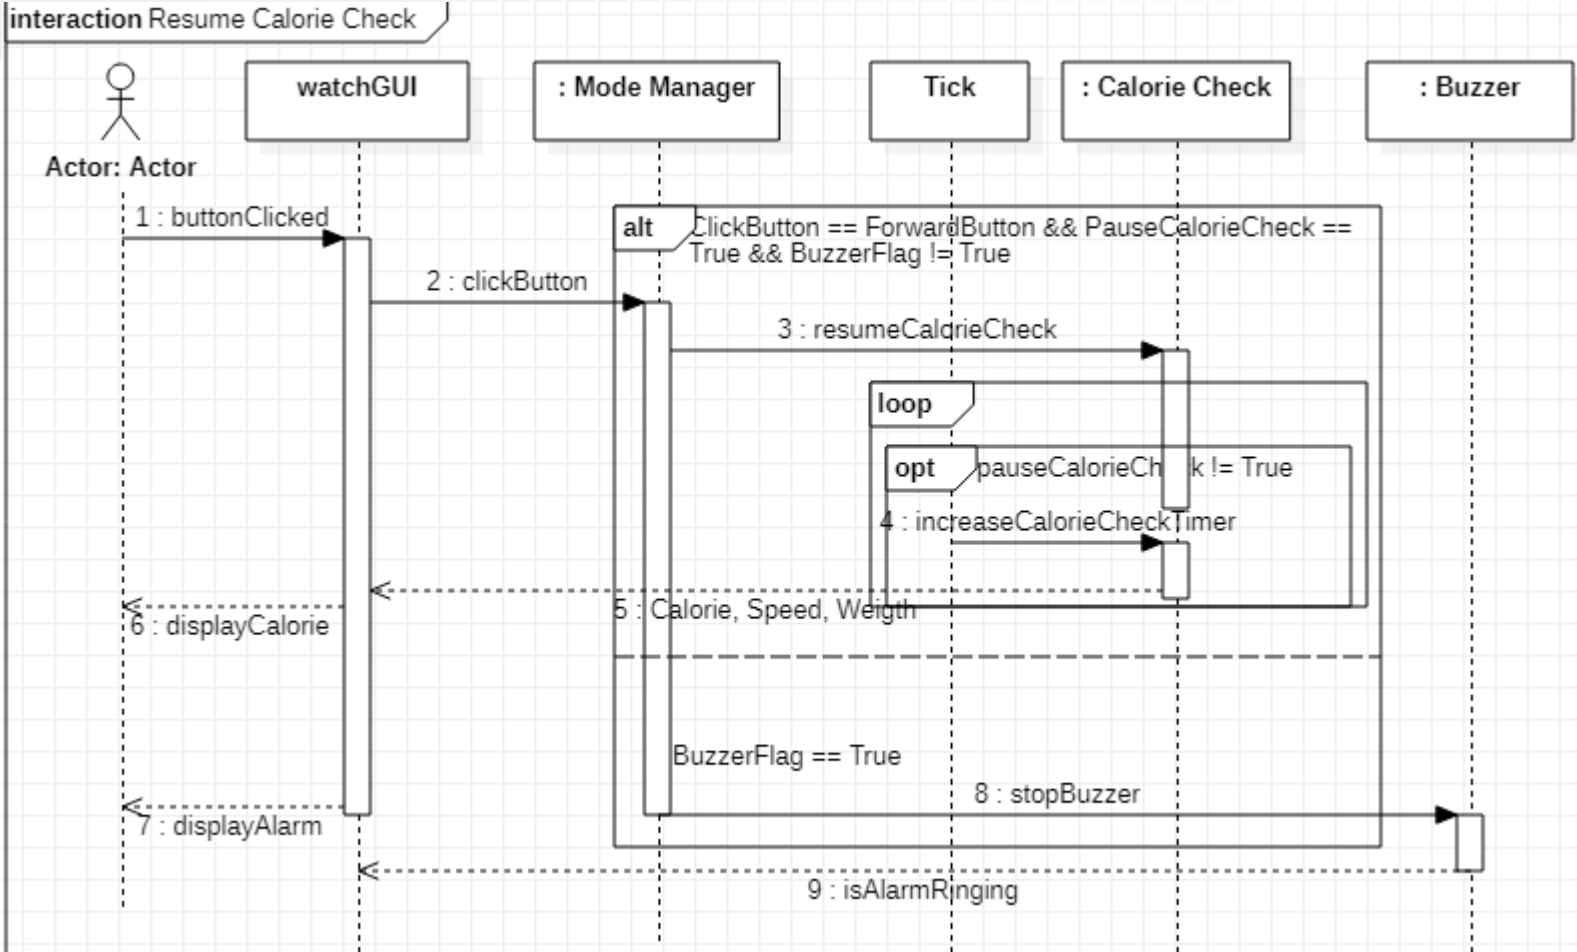 interaction Resume Calorie Check
watchGUI
: Mode Manager
Tick
: Calorie Check
: Buzzer
Actor: Actor
1 : buttonClicked
alt
ClickButton == ForwardButton && PauseCalorieCheck ==
True && BuzzerFlag != True
2 : clickButton
3 : resumeCalorieCheck
loop
opt
pauseCalorieCheck != True
4 : increaseCalorieCheckTimer
5 : Calorie, Speed, Weigth
6 : displayCalorie
BuzzerFlag == True
8 : stopBuzzer
7 : displayAlarm
9 : isAlarmRinging